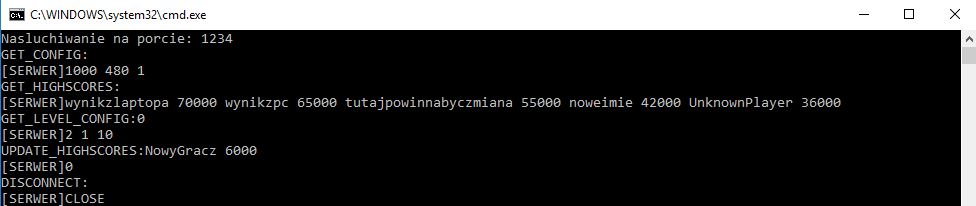 C:\WINDOWS\system32\cmd.exe
Nasluchiwanie na porcie: 1234
GET_CONFIG:
[SERWER]1000 480 1
GET_HIGHSCORES:
[SERWER]wynikzlaptopa 70000 wynikzpc 65000 tutajpowinnabyczmiana 55000 noweimie 42000 UnknownPlayer 36000
GET_LEVEL_CONFIG:0
[SERWER]2 1 10
UPDATE_HIGHSCORES:NowyGracz 6000
[SERWER]0
DISCONNECT:
[SERWER]CLOSE